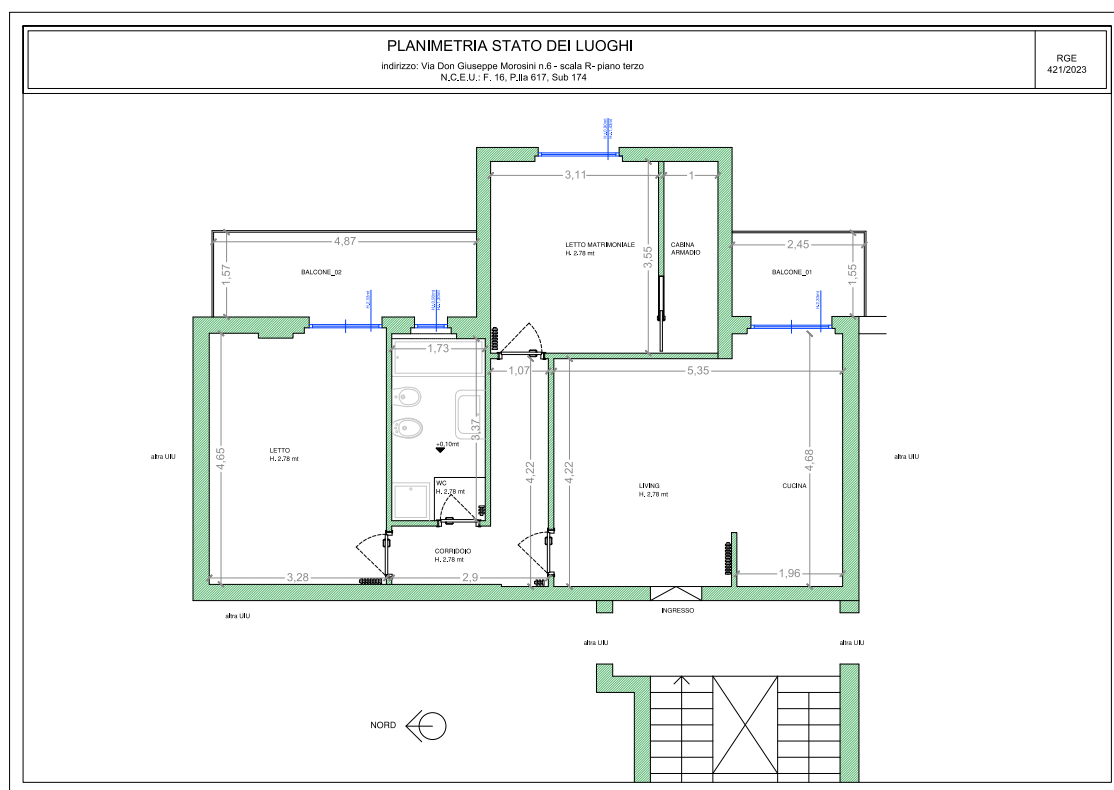 PLANIMETRIA STATO DEI LUOGHI
indirizzo: Via Don Giuseppe Morosini n.6 - scala R- piano terzo
N.C.E.U.: F. 16, P.lla 617, Sub 174
RGE
421/2023
3,11
1
4,87
2,45
1,57
1,55
3,55
LETTO MATRIMONIALE
H. 2.78 mt
CABINA
ARMADIO
BALCONE_02
BALCONE_01
1,73
1,07
5,35
3,37
+0,10mt
4,65
4,22
4,22
4,68
altra UIU
LETTO
H. 2.78 mt
WC
H. 2.78 mt
LIVING
H. 2.78 mt
CUCINA
altra UIU
CORRIDOIO
H. 2.78 mt
3,28
2,9
1,96
INGRESSO
altra UIU
altra UIU
altra UIU
NORD